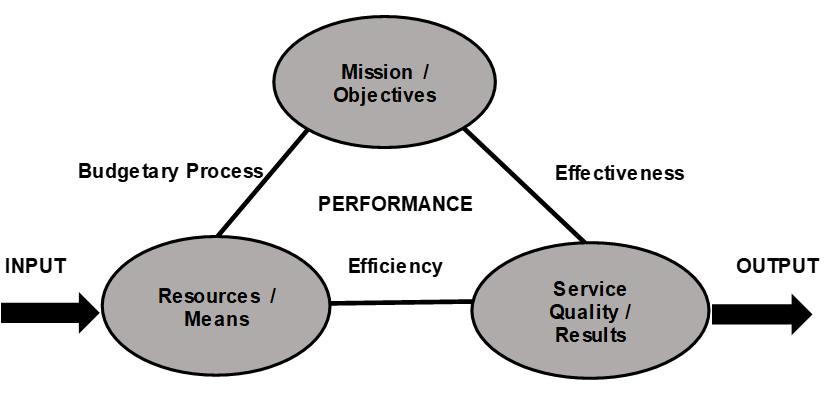 Mission /
Objectives
Budgetary Process
Effectiveness
PERFORMANCE
INPUT
Efficiency
OUTPUT
Resources /
Means
Service
Quality /
Results